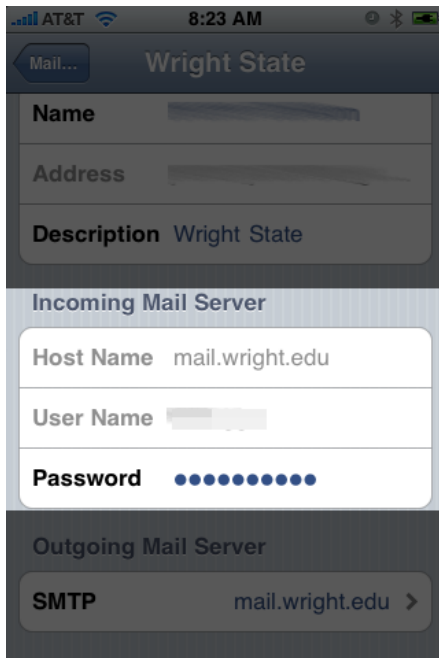 AT&T 8:23 AM
Mail... Wright State
Name
Address
Description Wright State
Incoming Mail Server
Host Name mail.wright.edu
User Name
Password ●●●●●●●●●●
Outgoing Mail Server
SMTP mail.wright.edu